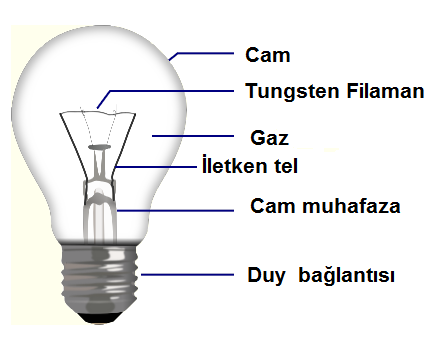 Cam
Tungsten Filaman
Gaz
İletken tel
Cam muhafaza
Duy bağlantısı